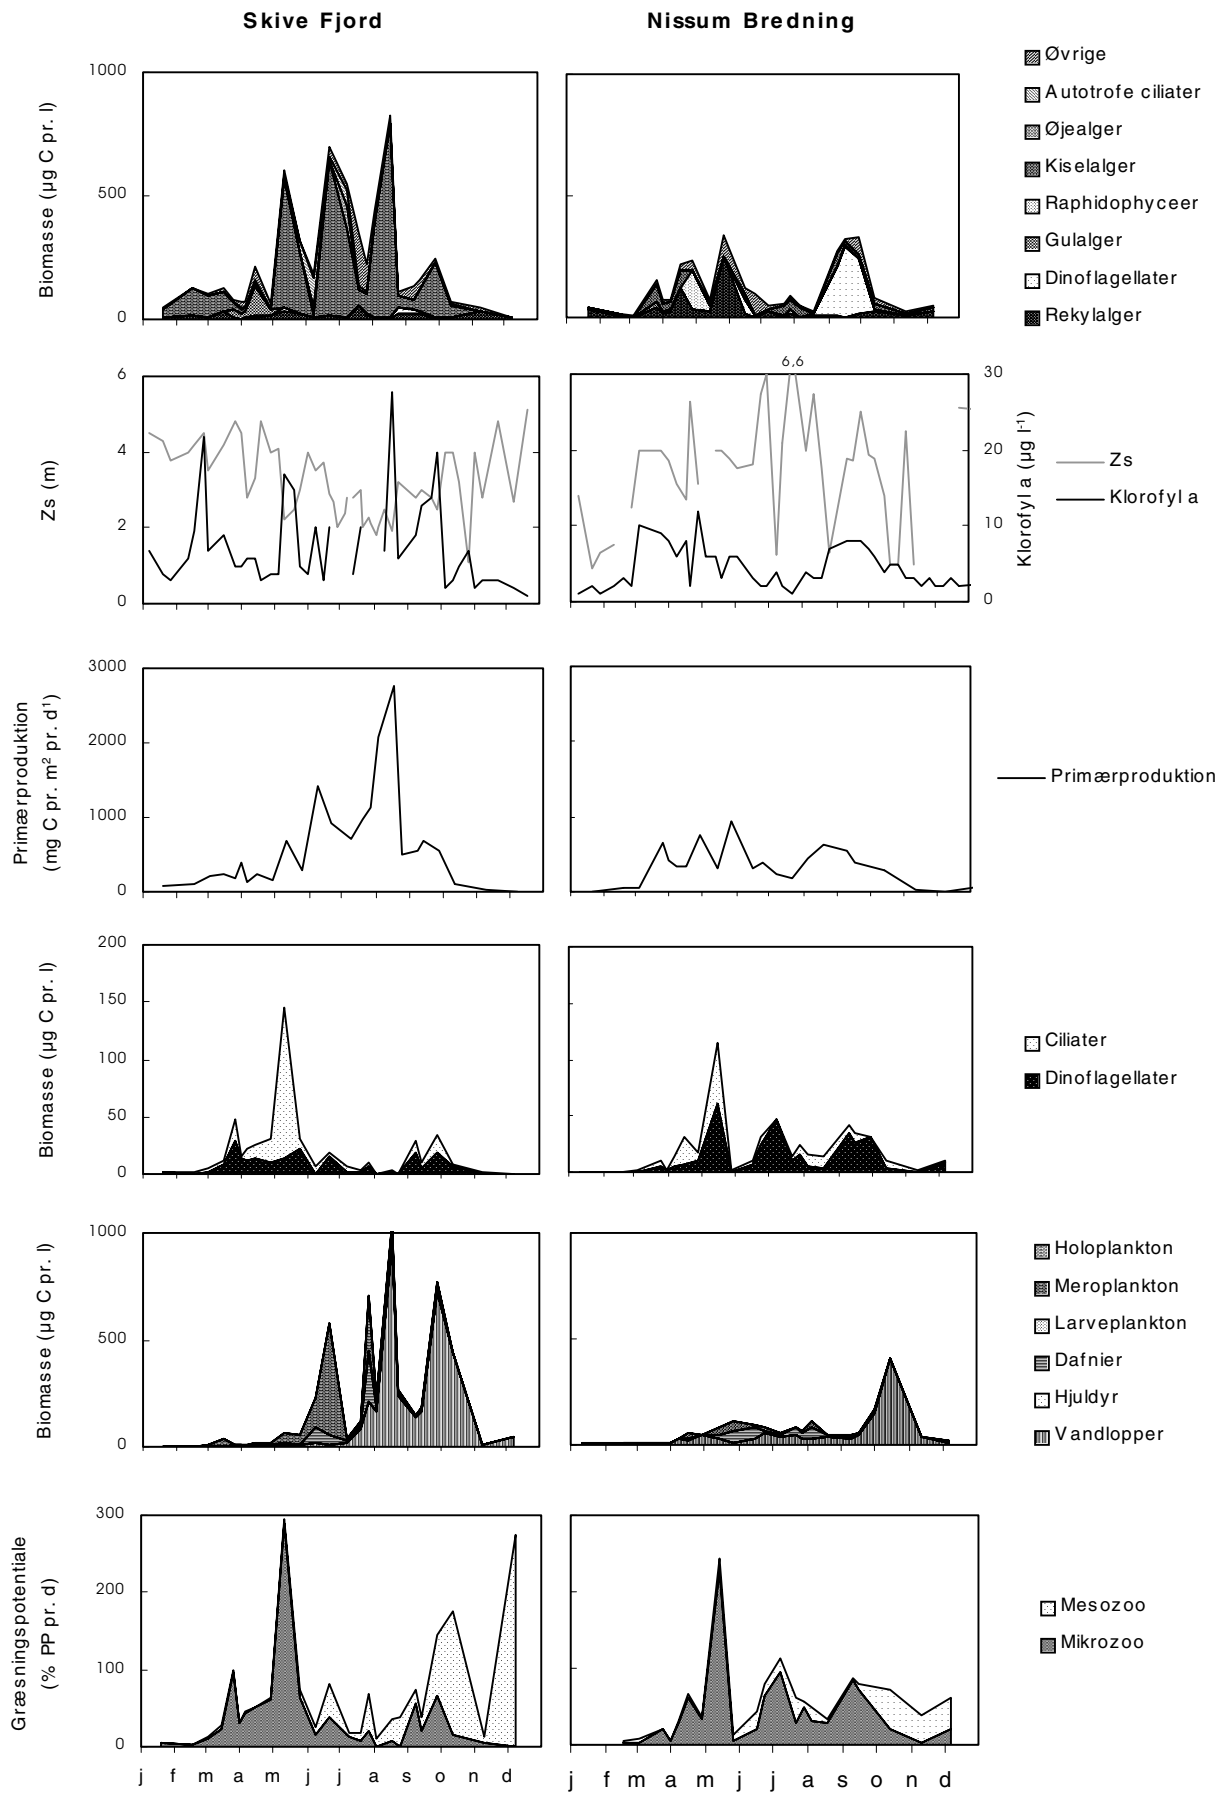 Skive Fjord
Nissum Bredning
1000
500
0
Biomasse (µg C pr. l)
Øvrige
Autotrofe ciliater
Øjealger
Kiselalger
Raphidophyceer
Gulalger
Dinoflagellater
Rekylalger
6
4
2
0
Zs (m)
6,6
30
20
10
0
Klorofyl a (µg l-1)
Zs
Klorofyl a
3000
2000
1000
0
Primærproduktion
(mg C pr. m² pr. d¹)
Primærproduktion
200
150
100
50
0
Biomasse (µg C pr. l)
Ciliater
Dinoflagellater
1000
500
0
Biomasse (µg C pr. l)
Holoplankton
Meroplankton
Larveplankton
Dafnier
Hjuldyr
Vandlopper
300
200
100
0
Græsningspotentiale
(% PP pr. d)
Mesozoo
Mikrozoo
j f m a m j j a s o n d
j f m a m j j a s o n d